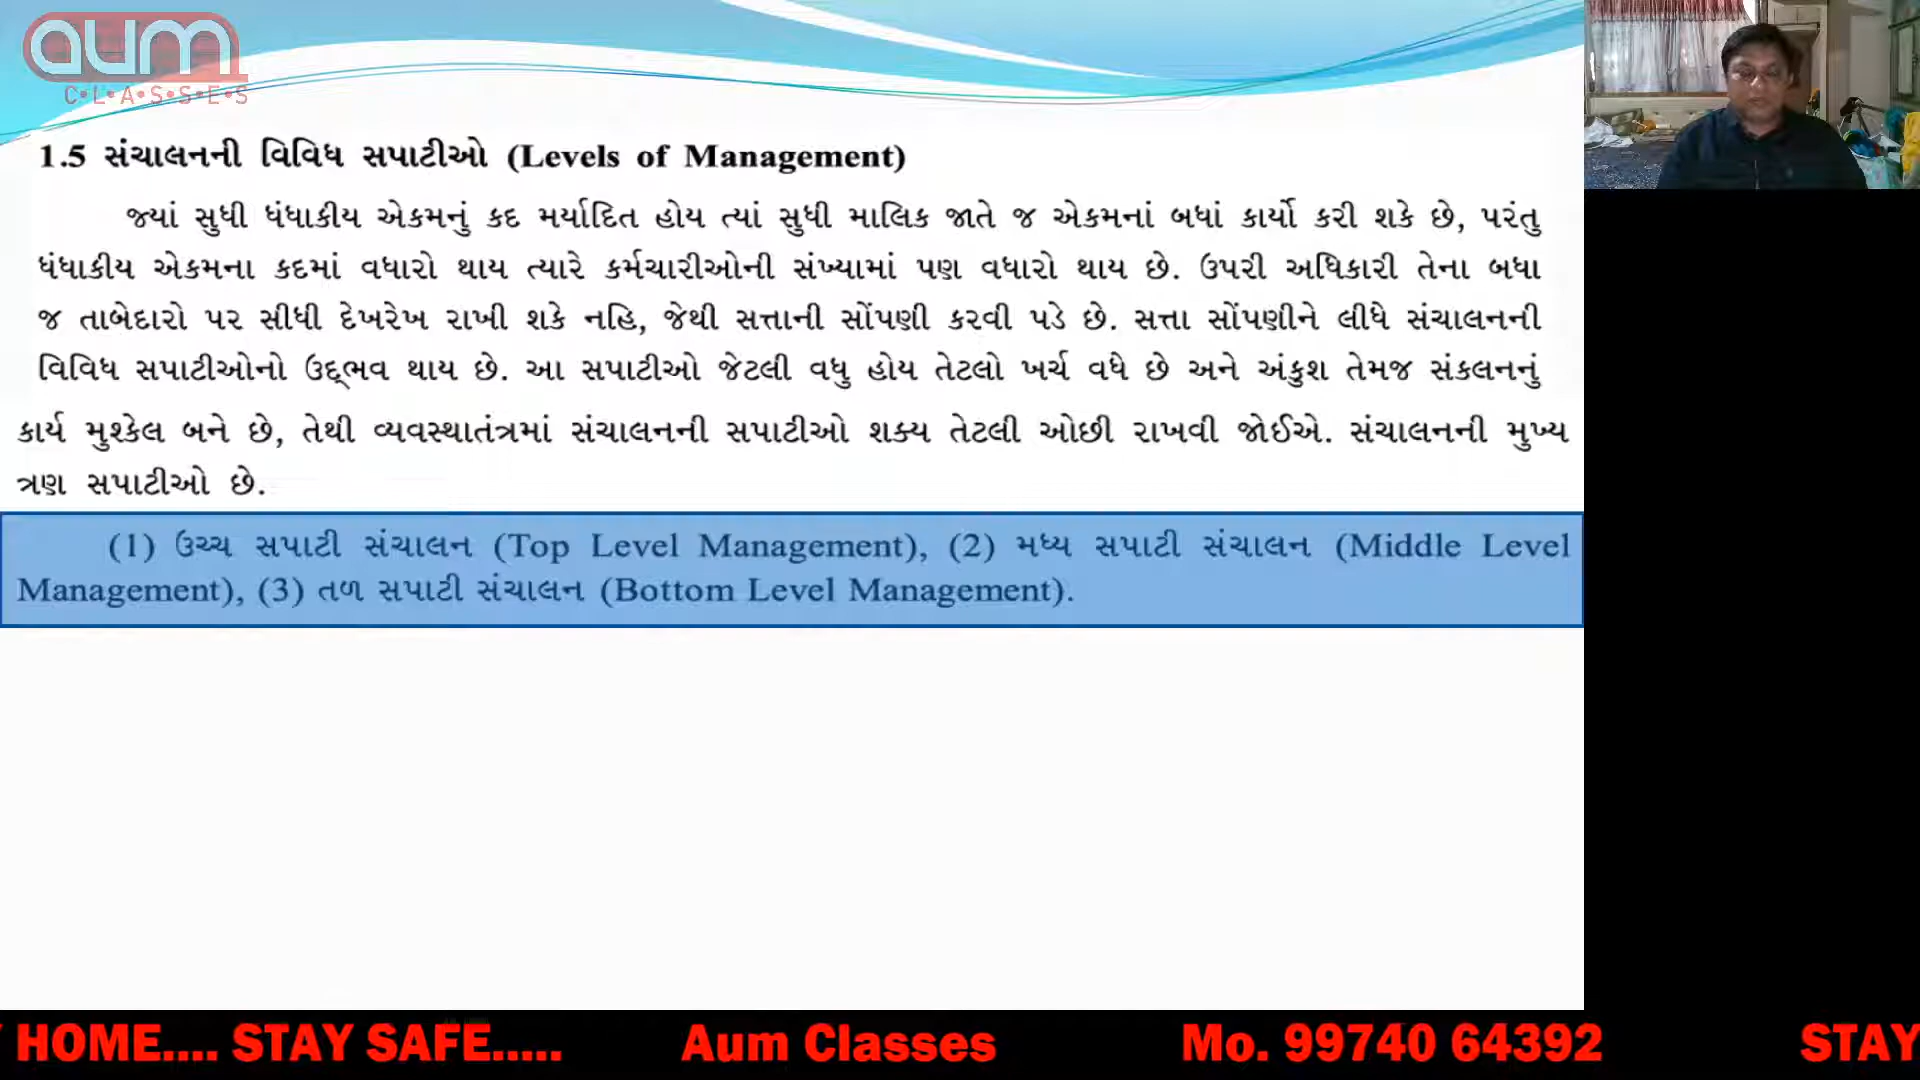 aum
C•L•A•S•S•E•S
1.5 સંચાલનની વિવિધ સપાટીઓ (Levels of Management)
જ્યાં સુધી ધંધાકીય એકમનું કદ મર્યાદિત હોય ત્યાં સુધી માલિક જાતે જ એકમનાં બધાં કાર્યો કરી શકે છે, પરંતુ
ધંધાકીય એકમના કદમાં વધારો થાય ત્યારે કર્મચારીઓની સંખ્યામાં પણ વધારો થાય છે. ઉપરી અધિકારી તેના બધા
જ તાબેદારો પર સીધી દેખરેખ રાખી શકે નહિ, જેથી સત્તાની સોંપણી કરવી પડે છે. સત્તા સોંપણીને લીધે સંચાલનની
વિવિધ સપાટીઓનો ઉદ્‌ભવ થાય છે. આ સપાટીઓ જેટલી વધુ હોય તેટલો ખર્ચ વધે છે અને અંકુશ તેમજ સંકલનનું
કાર્ય મુશ્કેલ બને છે, તેથી વ્યવસ્થાતંત્રમાં સંચાલનની સપાટીઓ શક્ય તેટલી ઓછી રાખવી જોઈએ. સંચાલનની મુખ્ય
ત્રણ સપાટીઓ છે.
(1) ઉચ્ચ સપાટી સંચાલન (Top Level Management), (2) મધ્ય સપાટી સંચાલન (Middle Level
Management), (3) તળ સપાટી સંચાલન (Bottom Level Management).
HOME.... STAY SAFE..... Aum Classes Mo. 99740 64392 STAY